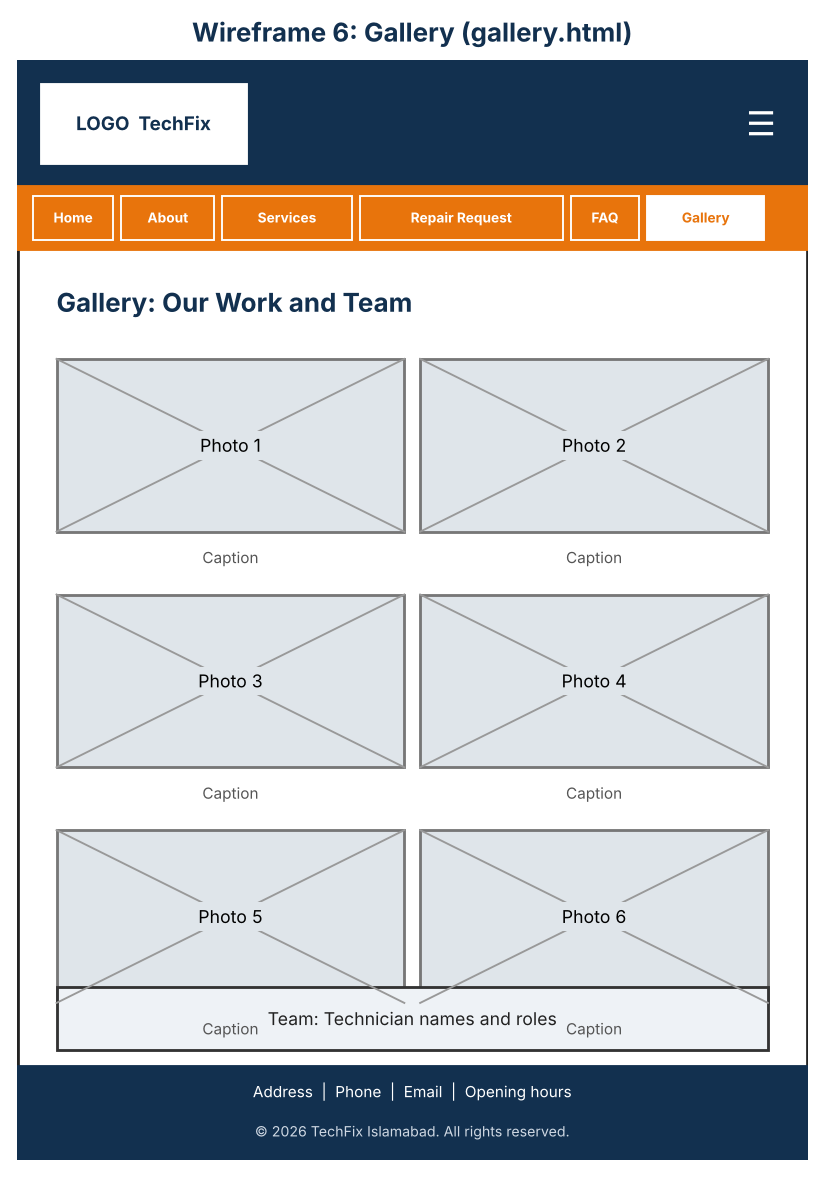 Wireframe 6: Gallery (gallery.html)
LOGO TechFix
Home About Services Repair Request FAQ Gallery
Gallery: Our Work and Team
Photo 1 Photo 2
Caption Caption
Photo 3 Photo 4
Caption Caption
Photo 5 Photo 6
Team: Technician names and roles
Caption Caption
Address | Phone | Email | Opening hours
© 2026 TechFix Islamabad. All rights reserved.